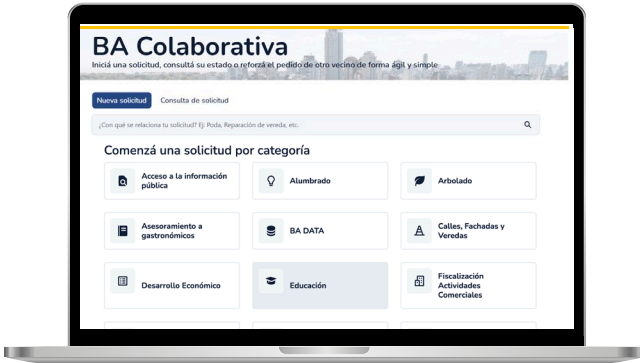 BA Colaborativa
Iniciá una solicitud, consultá su estado o reforzá el pedido de otro vecino de forma ágil y simple
Nueva solicitud Consulta de solicitud
¿Con qué se relaciona tu solicitud? Ej: Poda, Reparación de vereda, etc.
Comenzá una solicitud por categoría
Acceso a la información
pública
Alumbrado
Arbolado
Asesoramiento a
gastronómicos
BA DATA
Calles, Fachadas y
Veredas
Desarrollo Económico
Educación
Fiscalización
Actividades
Comerciales